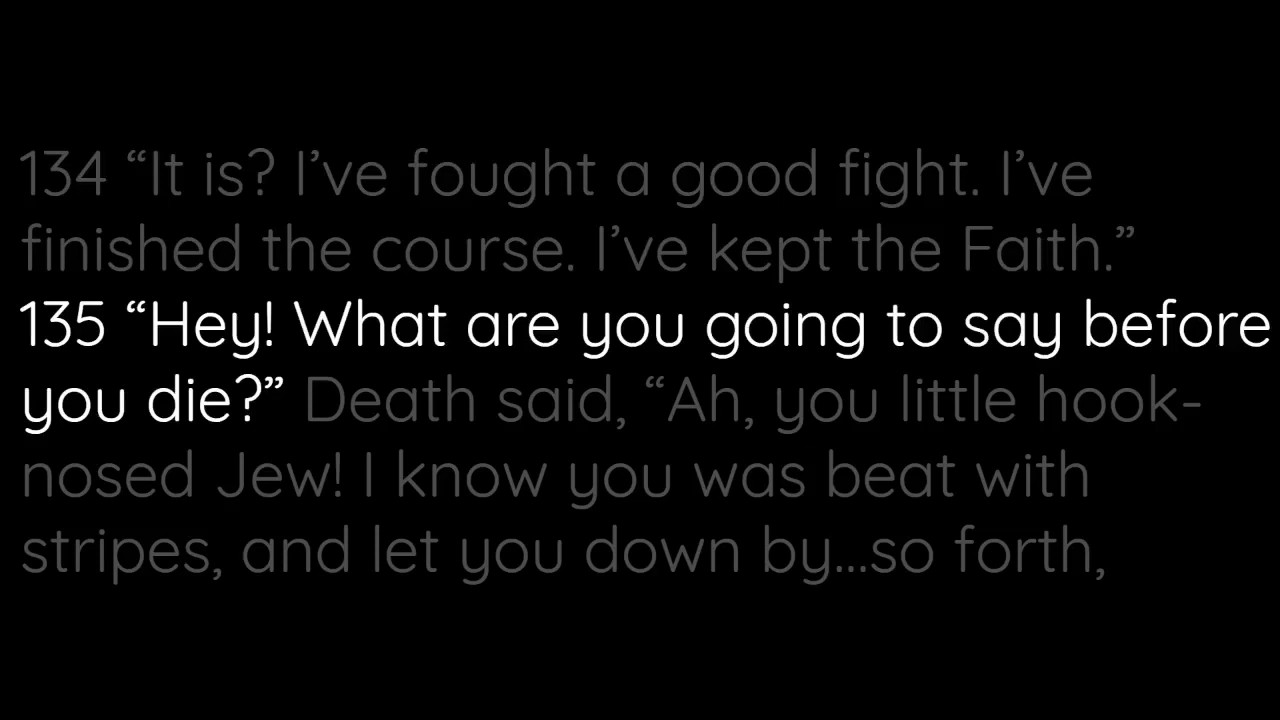 134 “It is? I’ve fought a good fight. I’ve
finished the course. I’ve kept the Faith.”
135 “Hey! What are you going to say before
you die?” Death said, “Ah, you little hook-
nosed Jew! I know you was beat with
stripes, and let you down by...so forth,